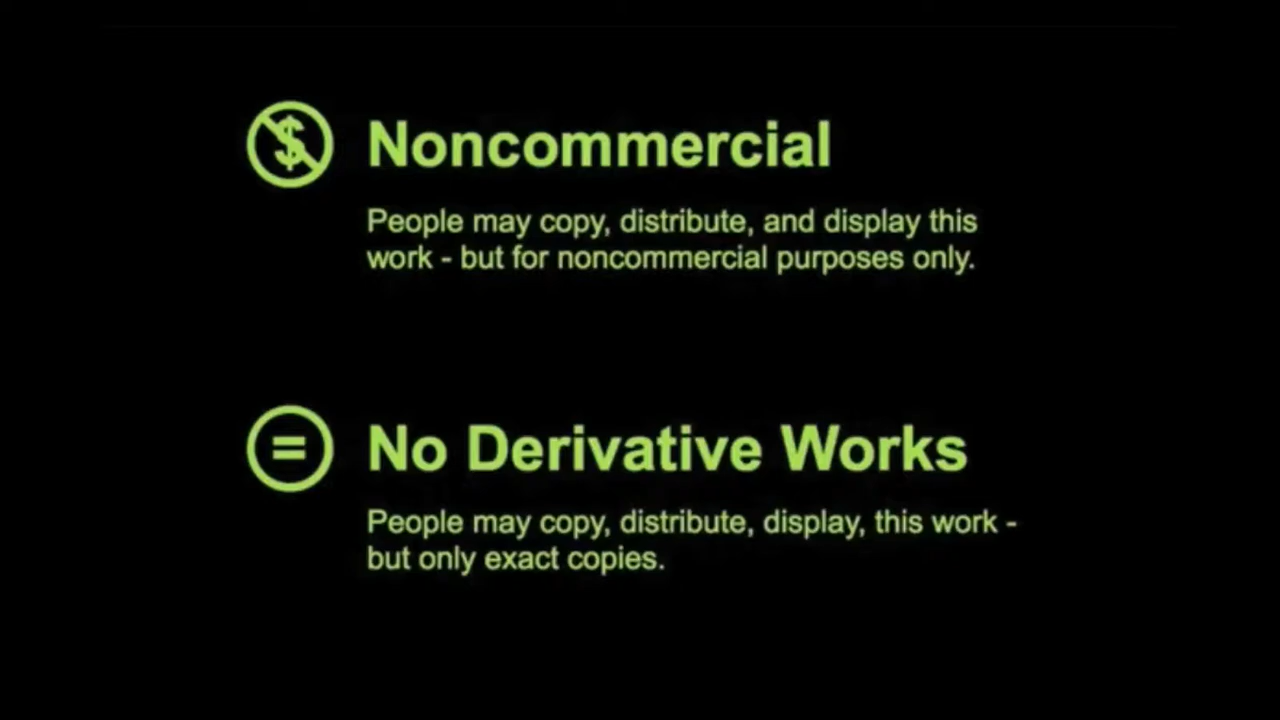 Noncommercial
People may copy, distribute, and display this
work - but for noncommercial purposes only.
No Derivative Works
People may copy, distribute, display, this work -
but only exact copies.